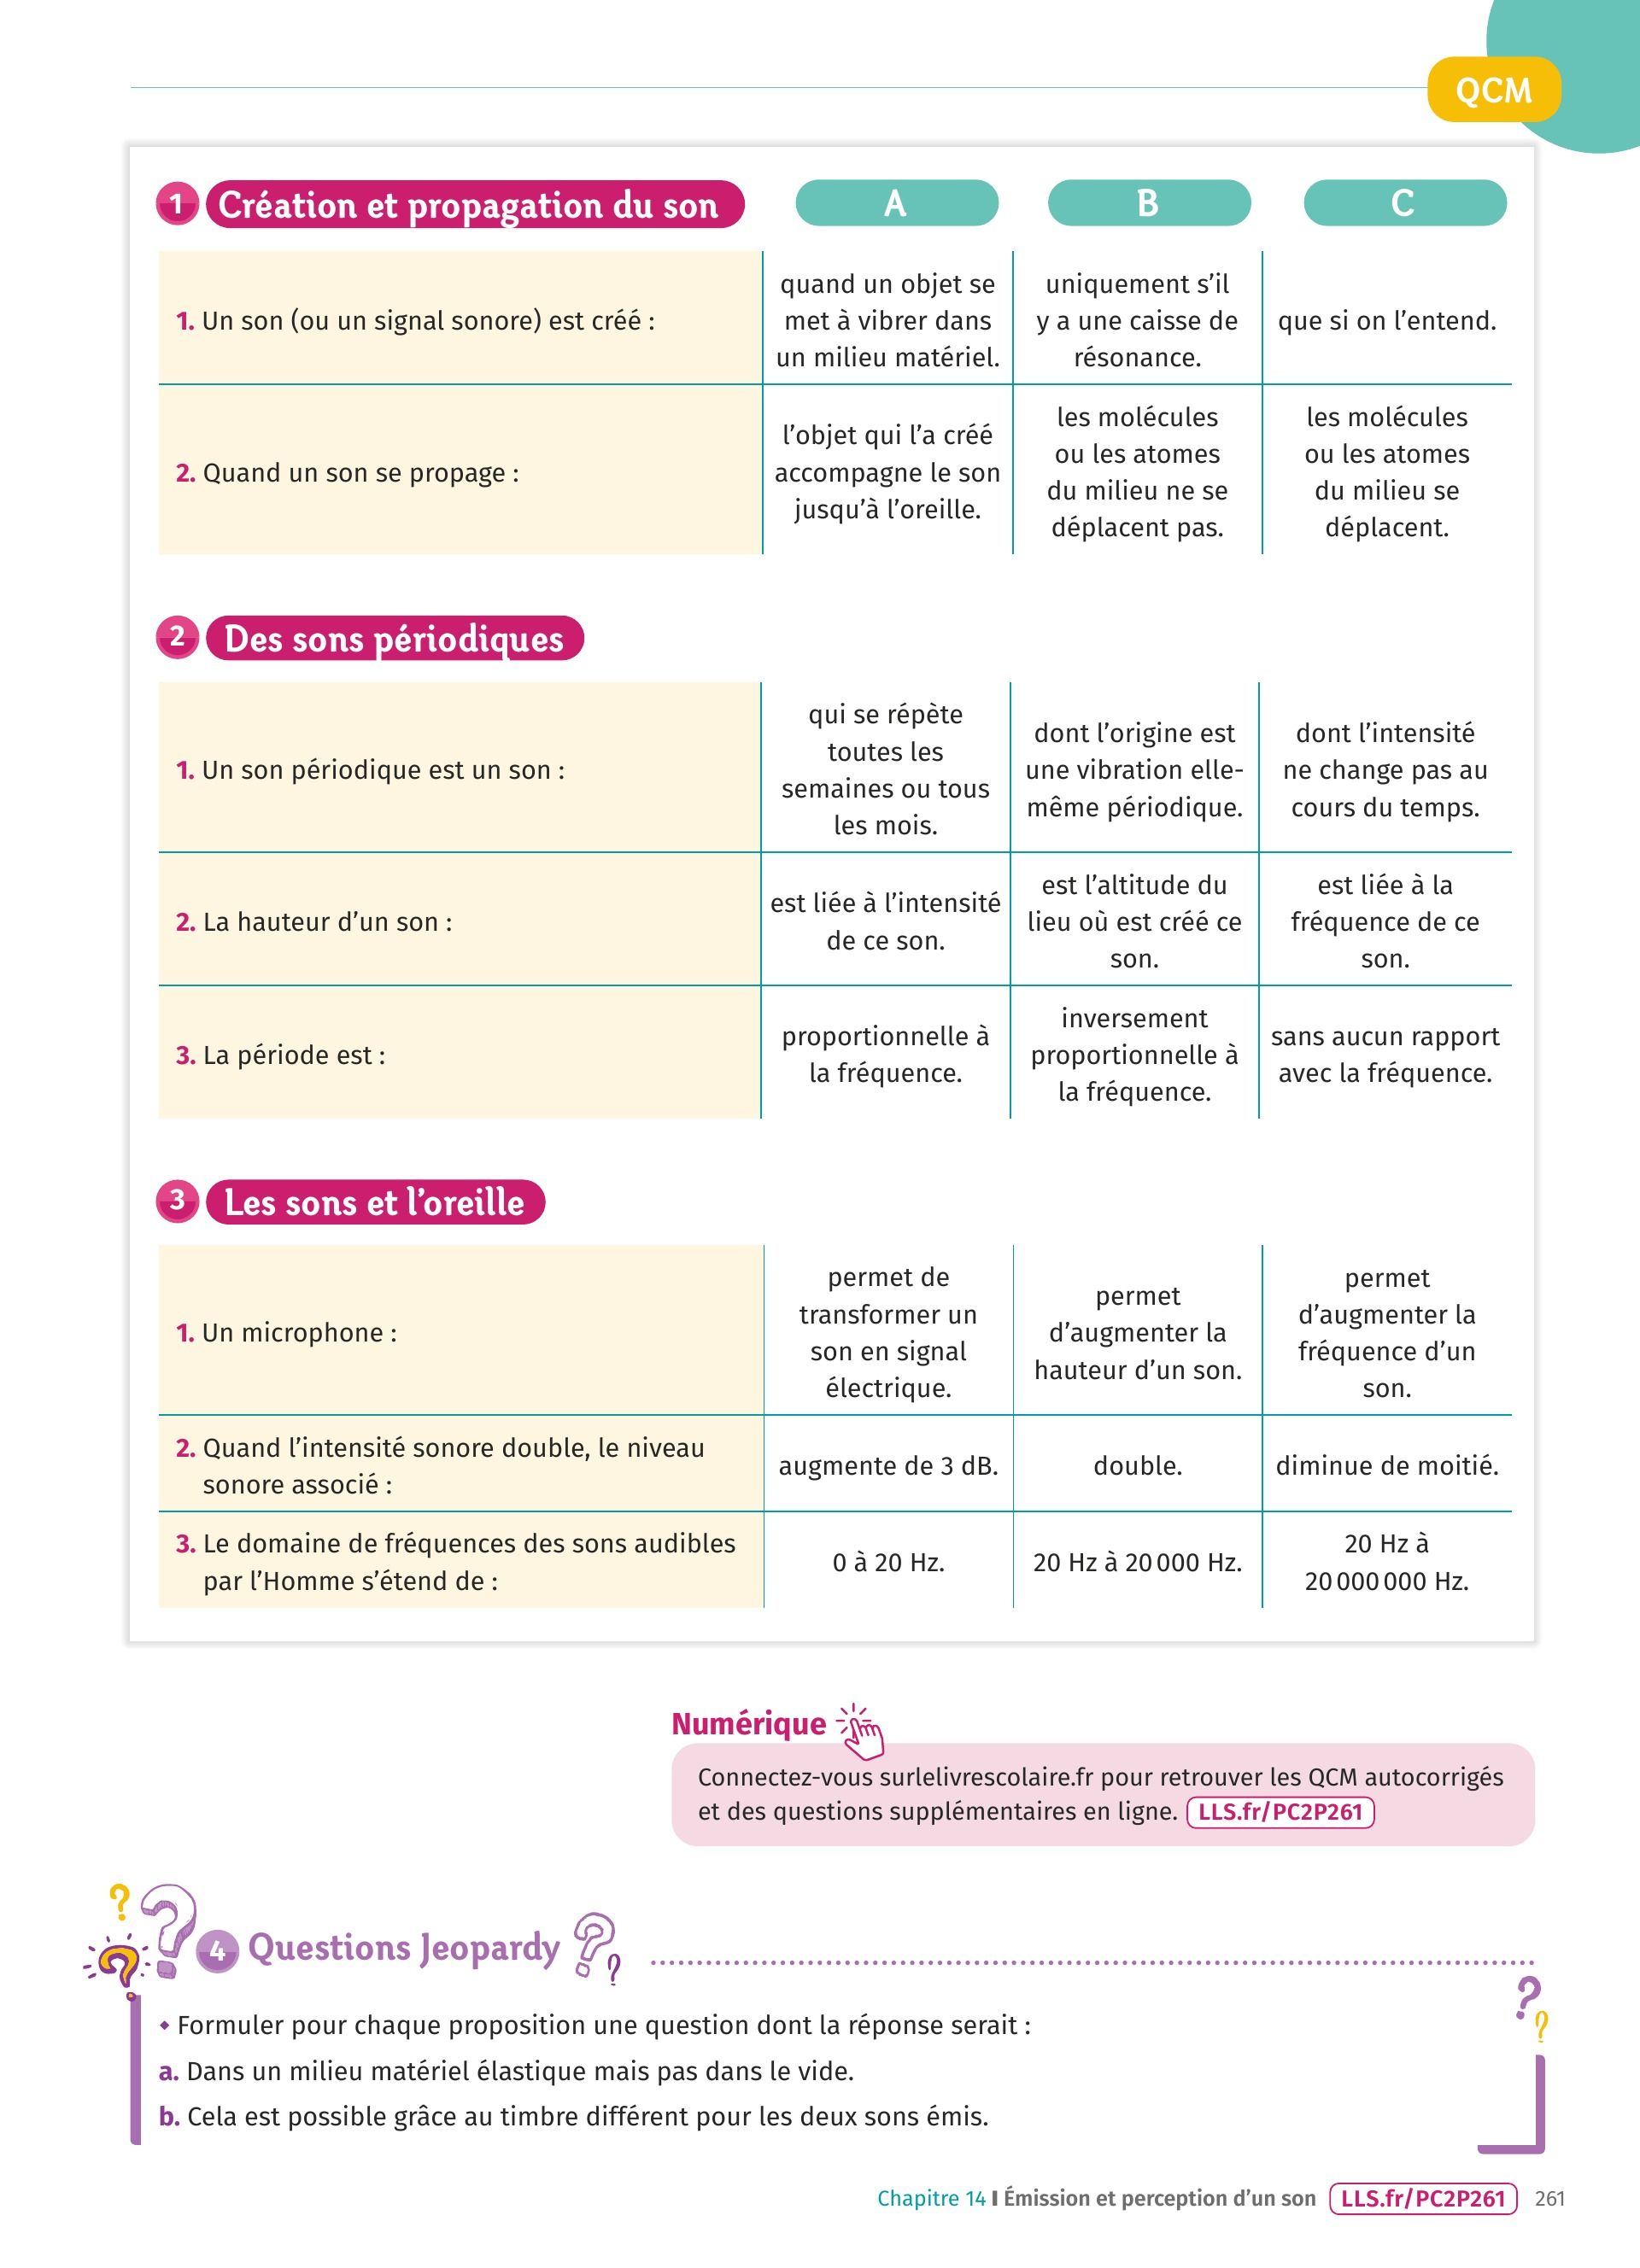 QCM
1 Création et propagation du son
A
B
C
1. Un son (ou un signal sonore) est créé :
quand un objet se
met à vibrer dans
un milieu matériel.
uniquement s’il
y a une caisse de
résonance.
que si on l’entend.
2. Quand un son se propage :
l’objet qui l’a créé
accompagne le son
jusqu’à l’oreille.
les molécules
ou les atomes
du milieu ne se
déplacent pas.
les molécules
ou les atomes
du milieu se
déplacent.
2 Des sons périodiques
1. Un son périodique est un son :
qui se répète
toutes les
semaines ou tous
les mois.
dont l’origine est
une vibration elle-
même périodique.
dont l’intensité
ne change pas au
cours du temps.
2. La hauteur d’un son :
est liée à l’intensité
de ce son.
est l’altitude du
lieu où est créé ce
son.
est liée à la
fréquence de ce
son.
3. La période est :
proportionnelle à
la fréquence.
inversement
proportionnelle à
la fréquence.
sans aucun rapport
avec la fréquence.
3 Les sons et l’oreille
1. Un microphone :
permet de
transformer un
son en signal
électrique.
permet
d’augmenter la
hauteur d’un son.
permet
d’augmenter la
fréquence d’un
son.
2. Quand l’intensité sonore double, le niveau
sonore associé :
augmente de 3 dB.
double.
diminue de moitié.
3. Le domaine de fréquences des sons audibles
par l’Homme s’étend de :
0 à 20 Hz.
20 Hz à 20 000 Hz.
20 Hz à
20 000 000 Hz.
Numérique
Connectez-vous surlelivrescolaire.fr pour retrouver les QCM autocorrigés
et des questions supplémentaires en ligne. LLS.fr/PC2P261
4 Questions Jeopardy
◆ Formuler pour chaque proposition une question dont la réponse serait :
a. Dans un milieu matériel élastique mais pas dans le vide.
b. Cela est possible grâce au timbre différent pour les deux sons émis.
Chapitre 14 I Émission et perception d’un son LLS.fr/PC2P261 261